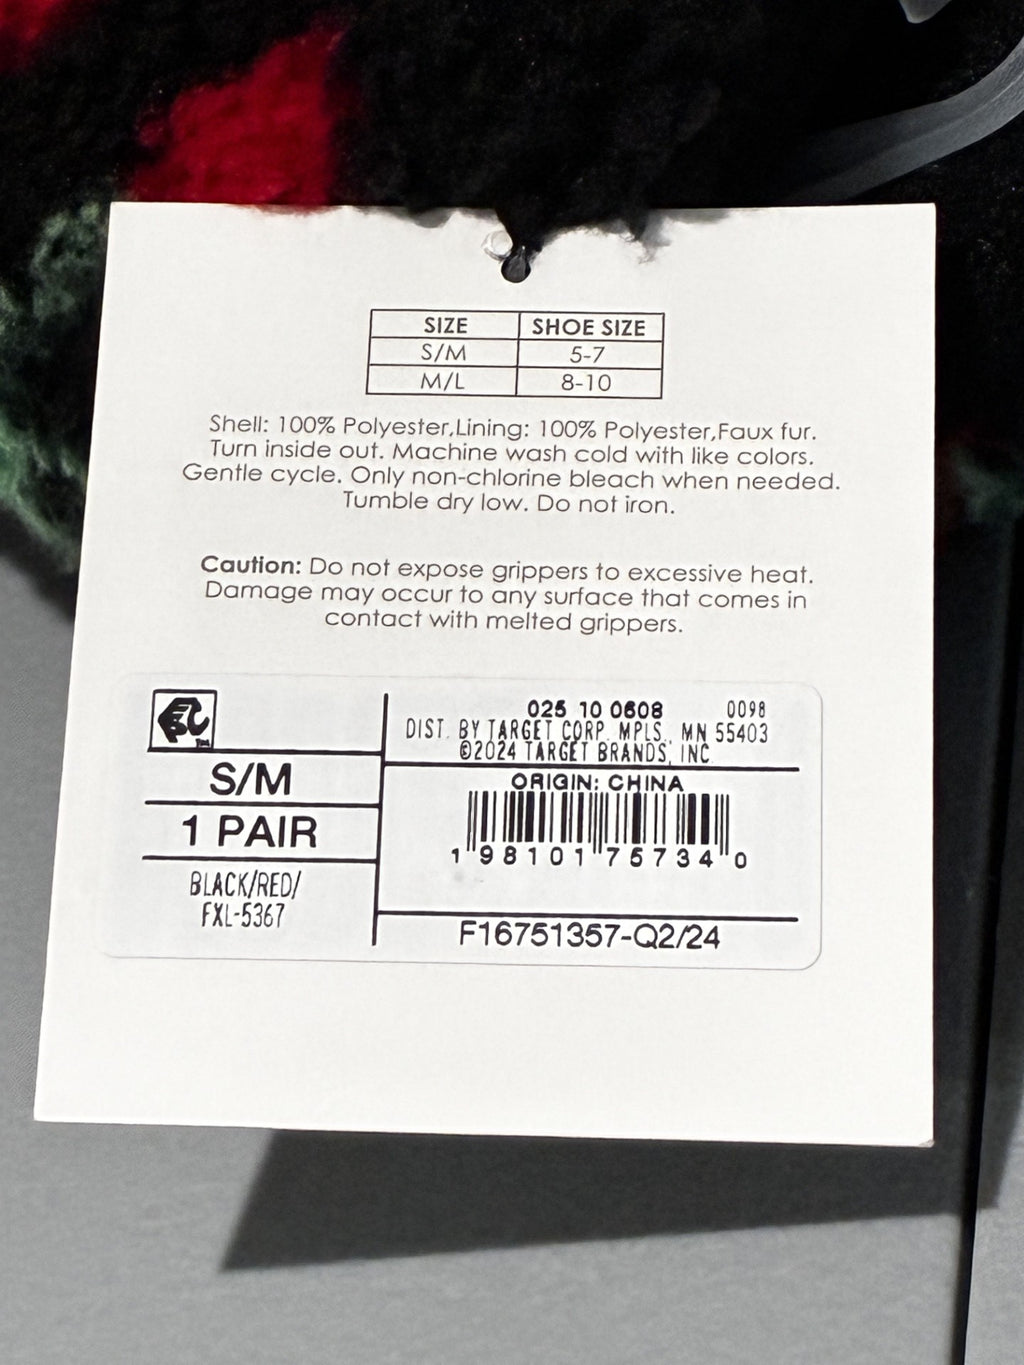 SIZE SHOE SIZE
S/M 5-7
M/L 8-10
Shell: 100% Polyester,Lining: 100% Polyester,Faux fur.
Turn inside out. Machine wash cold with like colors.
Gentle cycle. Only non-chlorine bleach when needed.
Tumble dry low. Do not iron.
Caution: Do not expose grippers to excessive heat.
Damage may occur to any surface that comes in
contact with melted grippers.
TM
S/M
1 PAIR
BLACK/RED/
FXL-5367
025 10 0608 0098
DIST. BY TARGET CORP. MPLS., MN 55403
©2024 TARGET BRANDS, INC
ORIGIN: CHINA
1 98101 75734 0
F16751357-Q2/24